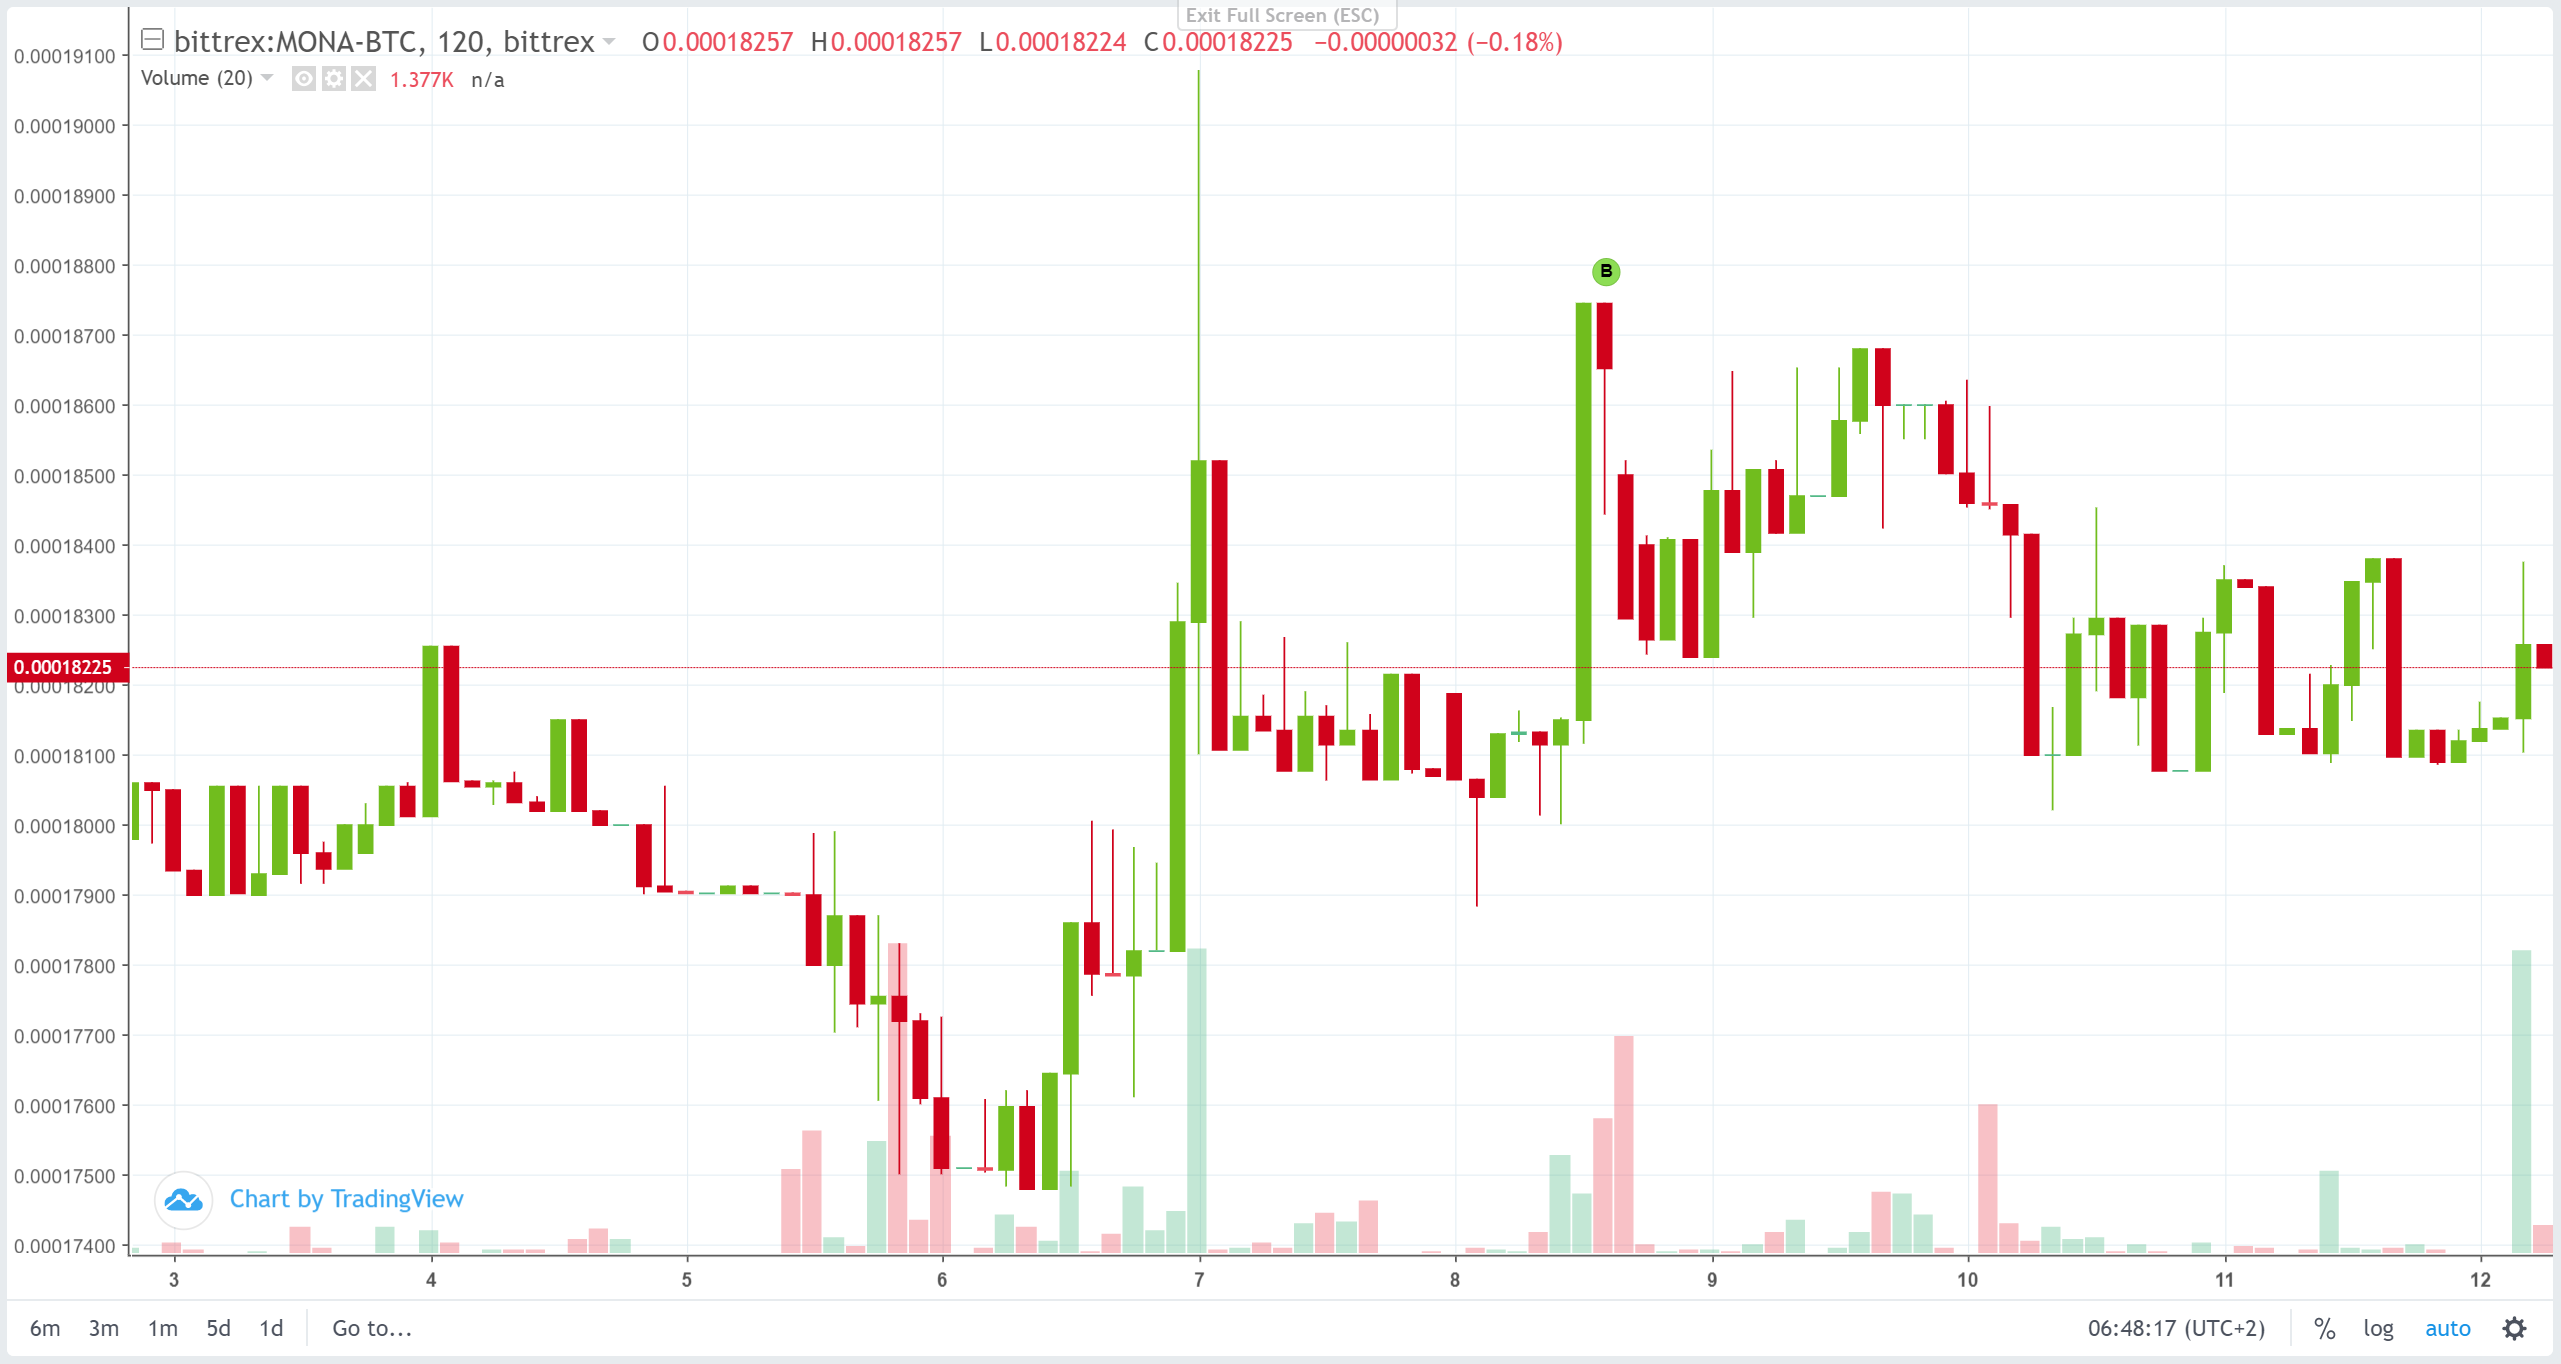 Exit Full Screen (ESC)
bittrex:MONA-BTC, 120, bittrex O0.00018257 H0.00018257 L0.00018224 C0.00018225 −0.00000032 (−0.18%)
Volume (20) 1.377K n/a
0.00019100
0.00019000
0.00018900
0.00018800
B
0.00018700
0.00018600
0.00018500
0.00018400
0.00018300
0.00018225
0.00018200
0.00018100
0.00018000
0.00017900
0.00017800
0.00017700
0.00017600
0.00017500
Chart by TradingView
0.00017400
3 4 5 6 7 8 9 10 11 12
6m 3m 1m 5d 1d Go to... 06:48:17 (UTC+2) % log auto